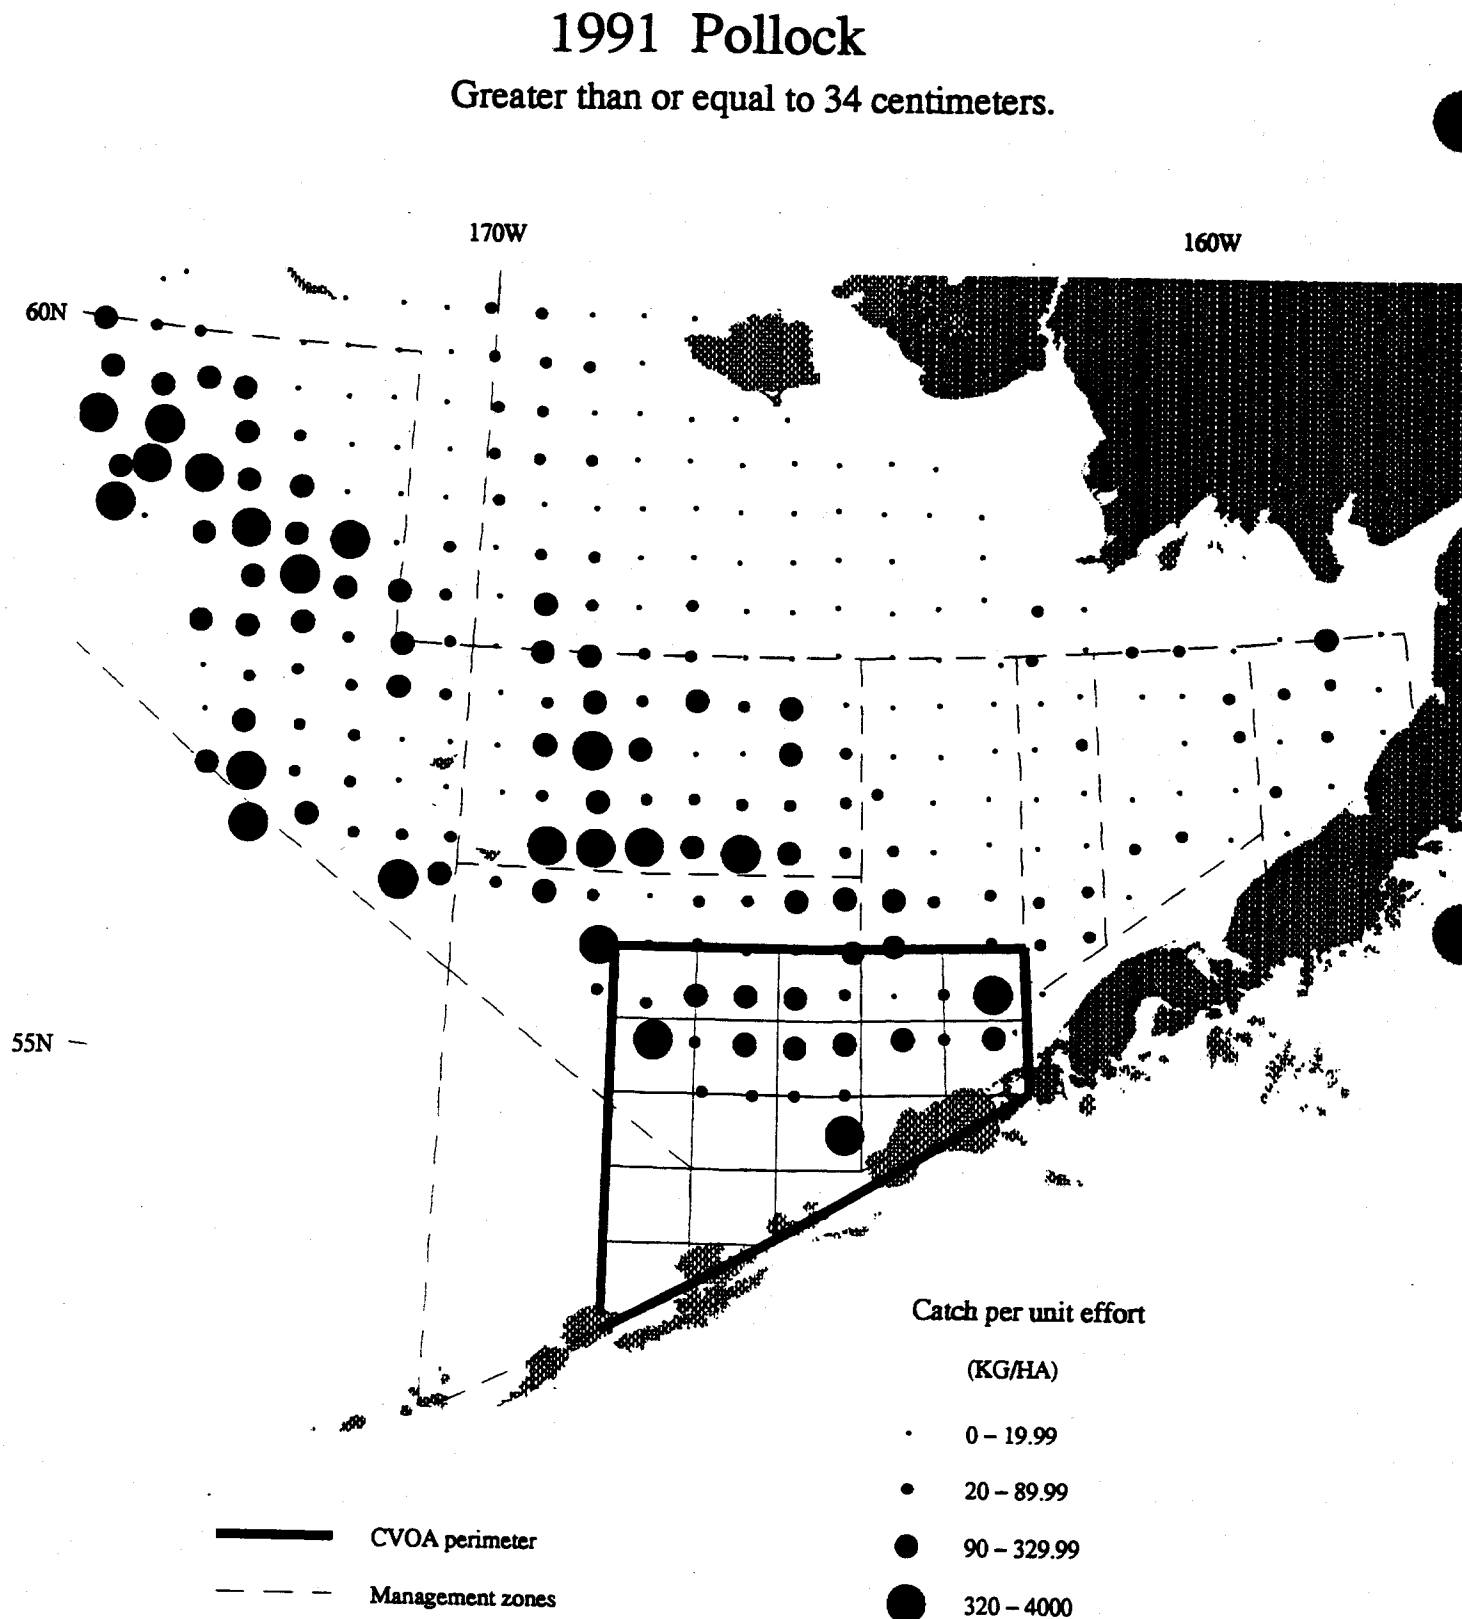 1991 Pollock
Greater than or equal to 34 centimeters.
170W
160W
60N
55N
Catch per unit effort
(KG/HA)
0 – 19.99
20 – 89.99
90 – 329.99
320 – 4000
CVOA perimeter
Management zones